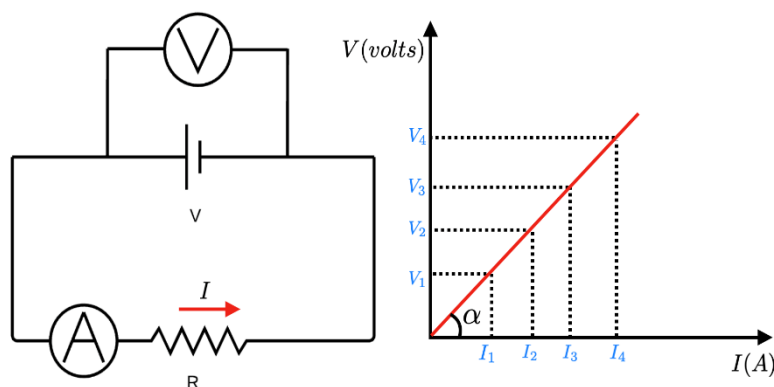 V
V
I
A
R
V(volts)
V₄
V₃
V₂
V₁
α
I₁ I₂ I₃ I₄
I(A)